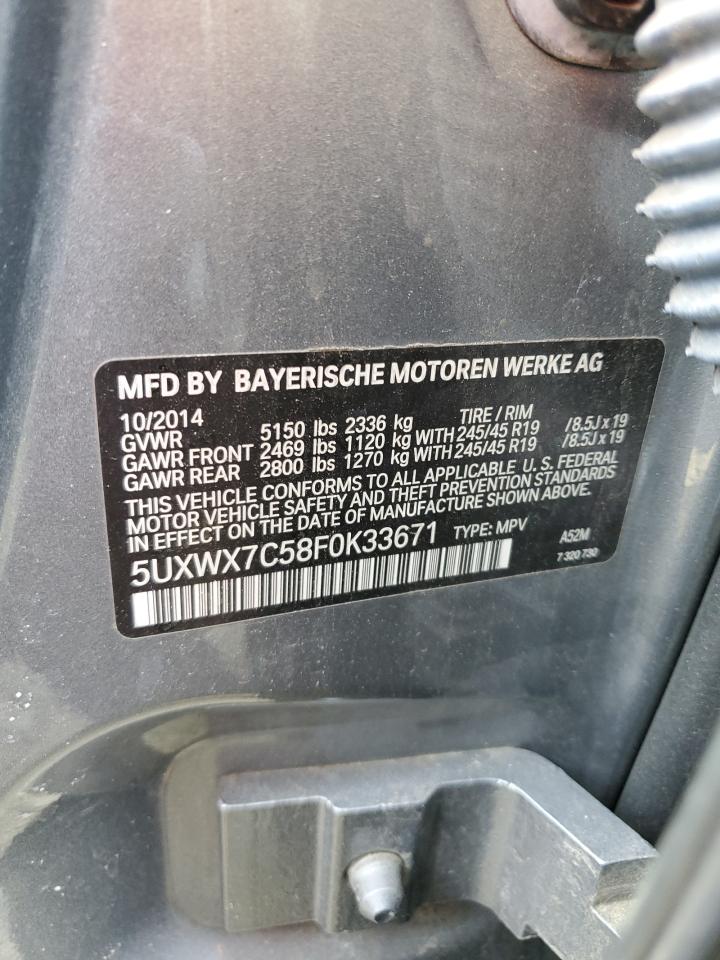 MFD BY BAYERISCHE MOTOREN WERKE AG
10/2014 TIRE / RIM
GVWR 5150 lbs 2336 kg
GAWR FRONT 2469 lbs 1120 kg WITH 245/45 R19 /8.5J x 19
GAWR REAR 2800 lbs 1270 kg WITH 245/45 R19 /8.5J x 19
THIS VEHICLE CONFORMS TO ALL APPLICABLE U. S. FEDERAL
MOTOR VEHICLE SAFETY AND THEFT PREVENTION STANDARDS
IN EFFECT ON THE DATE OF MANUFACTURE SHOWN ABOVE.
5UXWX7C58F0K33671 TYPE: MPV A52M
7 320 730